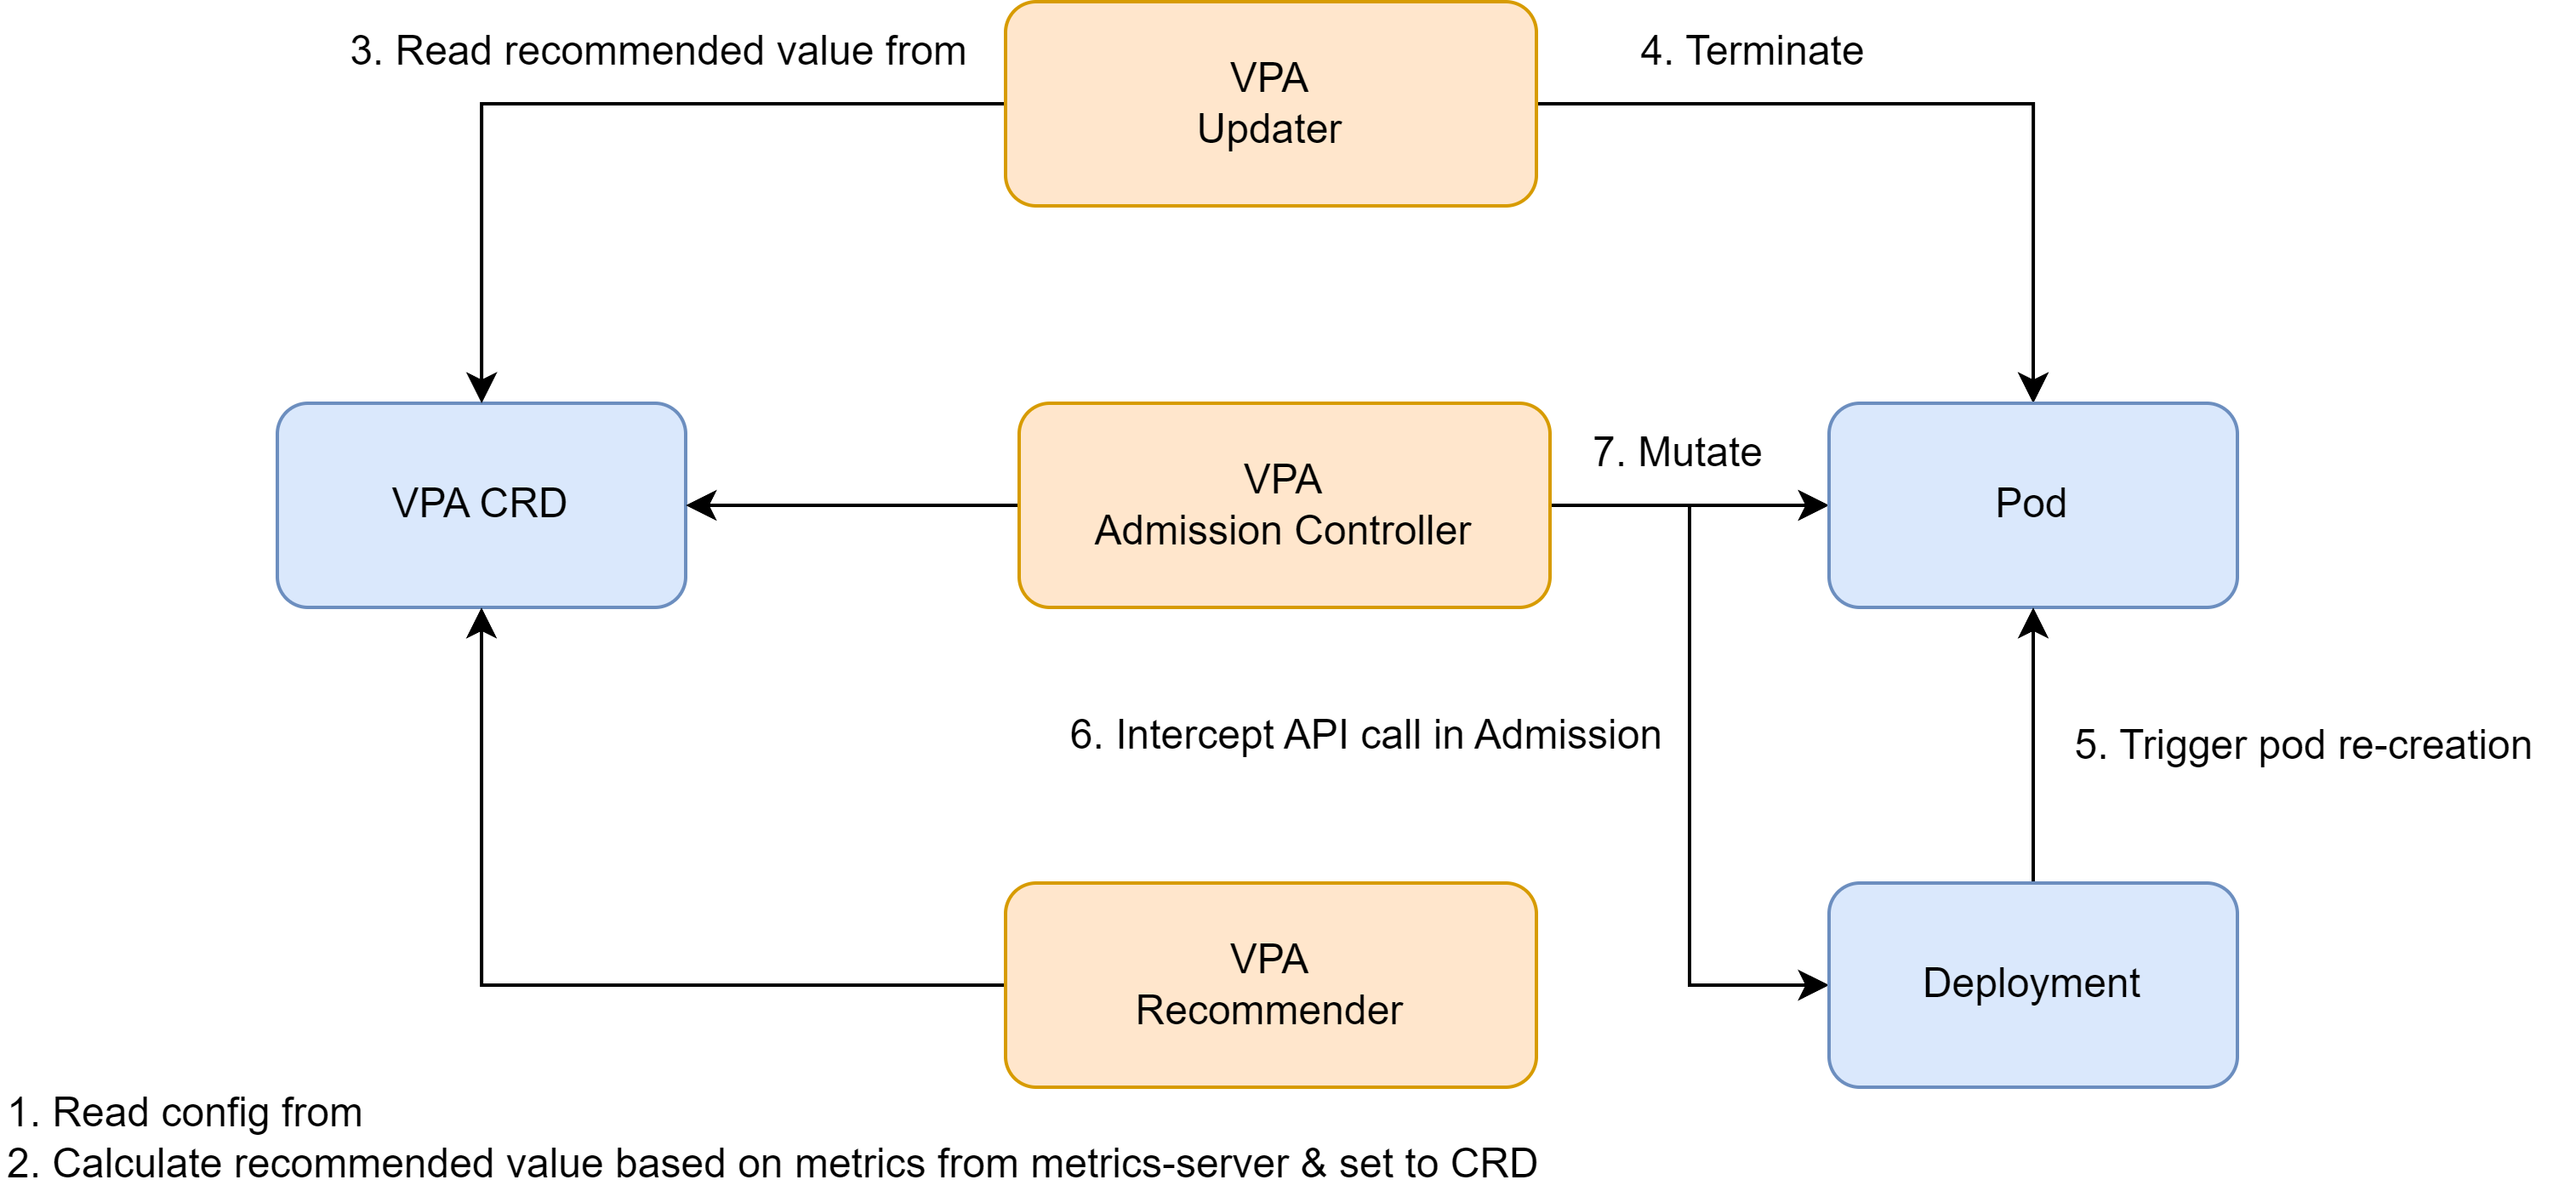 3. Read recommended value from
VPA
Updater
4. Terminate
VPA CRD
VPA
Admission Controller
7. Mutate
Pod
6. Intercept API call in Admission
5. Trigger pod re-creation
VPA
Recommender
Deployment
1. Read config from
2. Calculate recommended value based on metrics from metrics-server & set to CRD